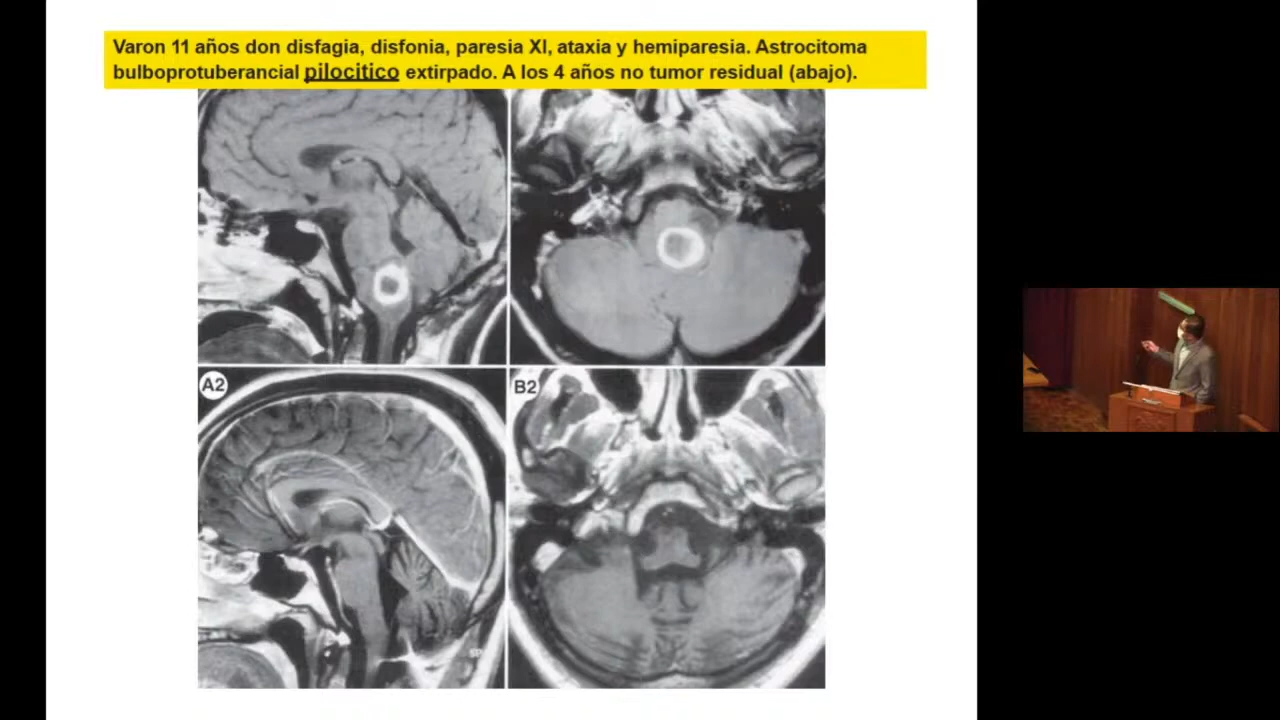 Varon 11 años don disfagia, disfonia, paresia XI, ataxia y hemiparesia. Astrocitoma
bulboprotuberancial pilocitico extirpado. A los 4 años no tumor residual (abajo).
A2
B2